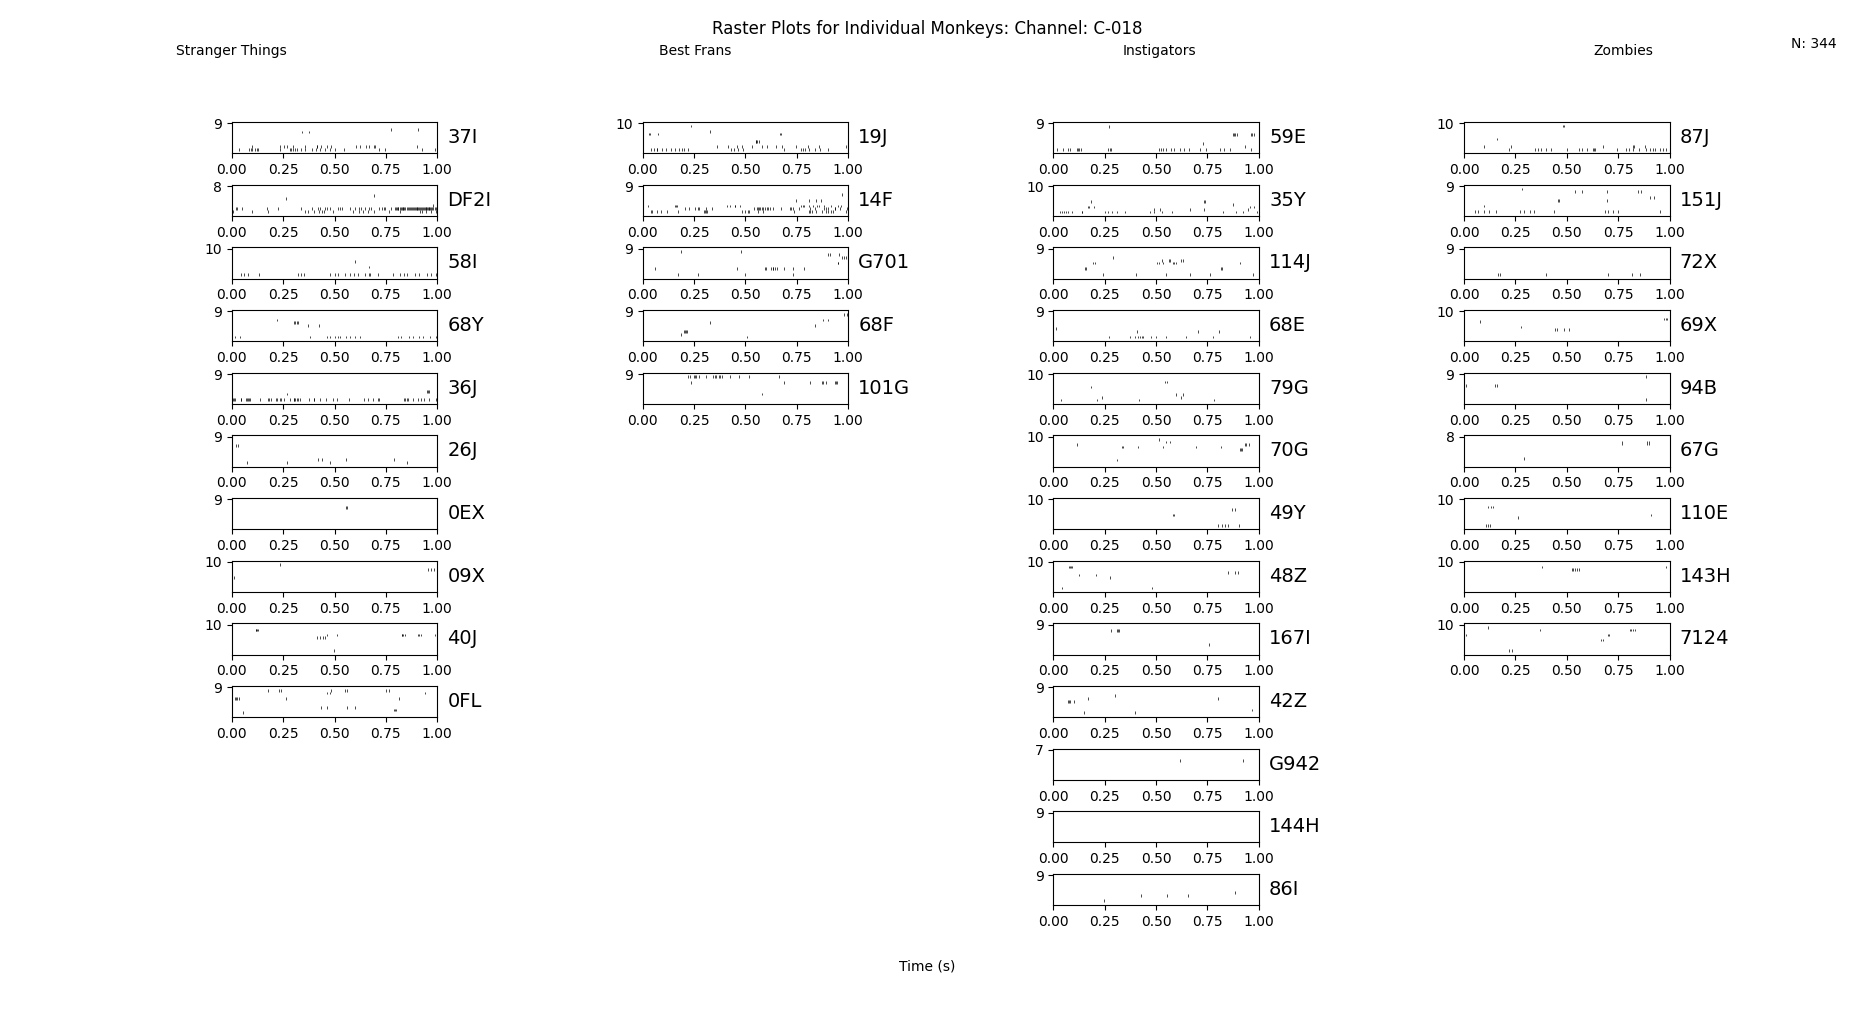 Raster Plots for Individual Monkeys: Channel: C-018
Stranger Things Best Frans Instigators Zombies N: 344
9 37I 10 19J 9 59E 10 87J
0.00 0.25 0.50 0.75 1.00 0.00 0.25 0.50 0.75 1.00 0.00 0.25 0.50 0.75 1.00 0.00 0.25 0.50 0.75 1.00
8 DF2I 9 14F 10 35Y 9 151J
0.00 0.25 0.50 0.75 1.00 0.00 0.25 0.50 0.75 1.00 0.00 0.25 0.50 0.75 1.00 0.00 0.25 0.50 0.75 1.00
10 58I 9 G701 9 114J 9 72X
0.00 0.25 0.50 0.75 1.00 0.00 0.25 0.50 0.75 1.00 0.00 0.25 0.50 0.75 1.00 0.00 0.25 0.50 0.75 1.00
9 68Y 9 68F 9 68E 10 69X
0.00 0.25 0.50 0.75 1.00 0.00 0.25 0.50 0.75 1.00 0.00 0.25 0.50 0.75 1.00 0.00 0.25 0.50 0.75 1.00
9 36J 9 101G 10 79G 9 94B
0.00 0.25 0.50 0.75 1.00 0.00 0.25 0.50 0.75 1.00 0.00 0.25 0.50 0.75 1.00 0.00 0.25 0.50 0.75 1.00
9 26J 10 70G 8 67G
0.00 0.25 0.50 0.75 1.00 0.00 0.25 0.50 0.75 1.00 0.00 0.25 0.50 0.75 1.00
9 0EX 10 49Y 10 110E
0.00 0.25 0.50 0.75 1.00 0.00 0.25 0.50 0.75 1.00 0.00 0.25 0.50 0.75 1.00
10 09X 10 48Z 10 143H
0.00 0.25 0.50 0.75 1.00 0.00 0.25 0.50 0.75 1.00 0.00 0.25 0.50 0.75 1.00
10 40J 9 167I 10 7124
0.00 0.25 0.50 0.75 1.00 0.00 0.25 0.50 0.75 1.00 0.00 0.25 0.50 0.75 1.00
9 0FL 9 42Z
0.00 0.25 0.50 0.75 1.00 0.00 0.25 0.50 0.75 1.00
7 G942
0.00 0.25 0.50 0.75 1.00
9 144H
0.00 0.25 0.50 0.75 1.00
9 86I
0.00 0.25 0.50 0.75 1.00
Time (s)